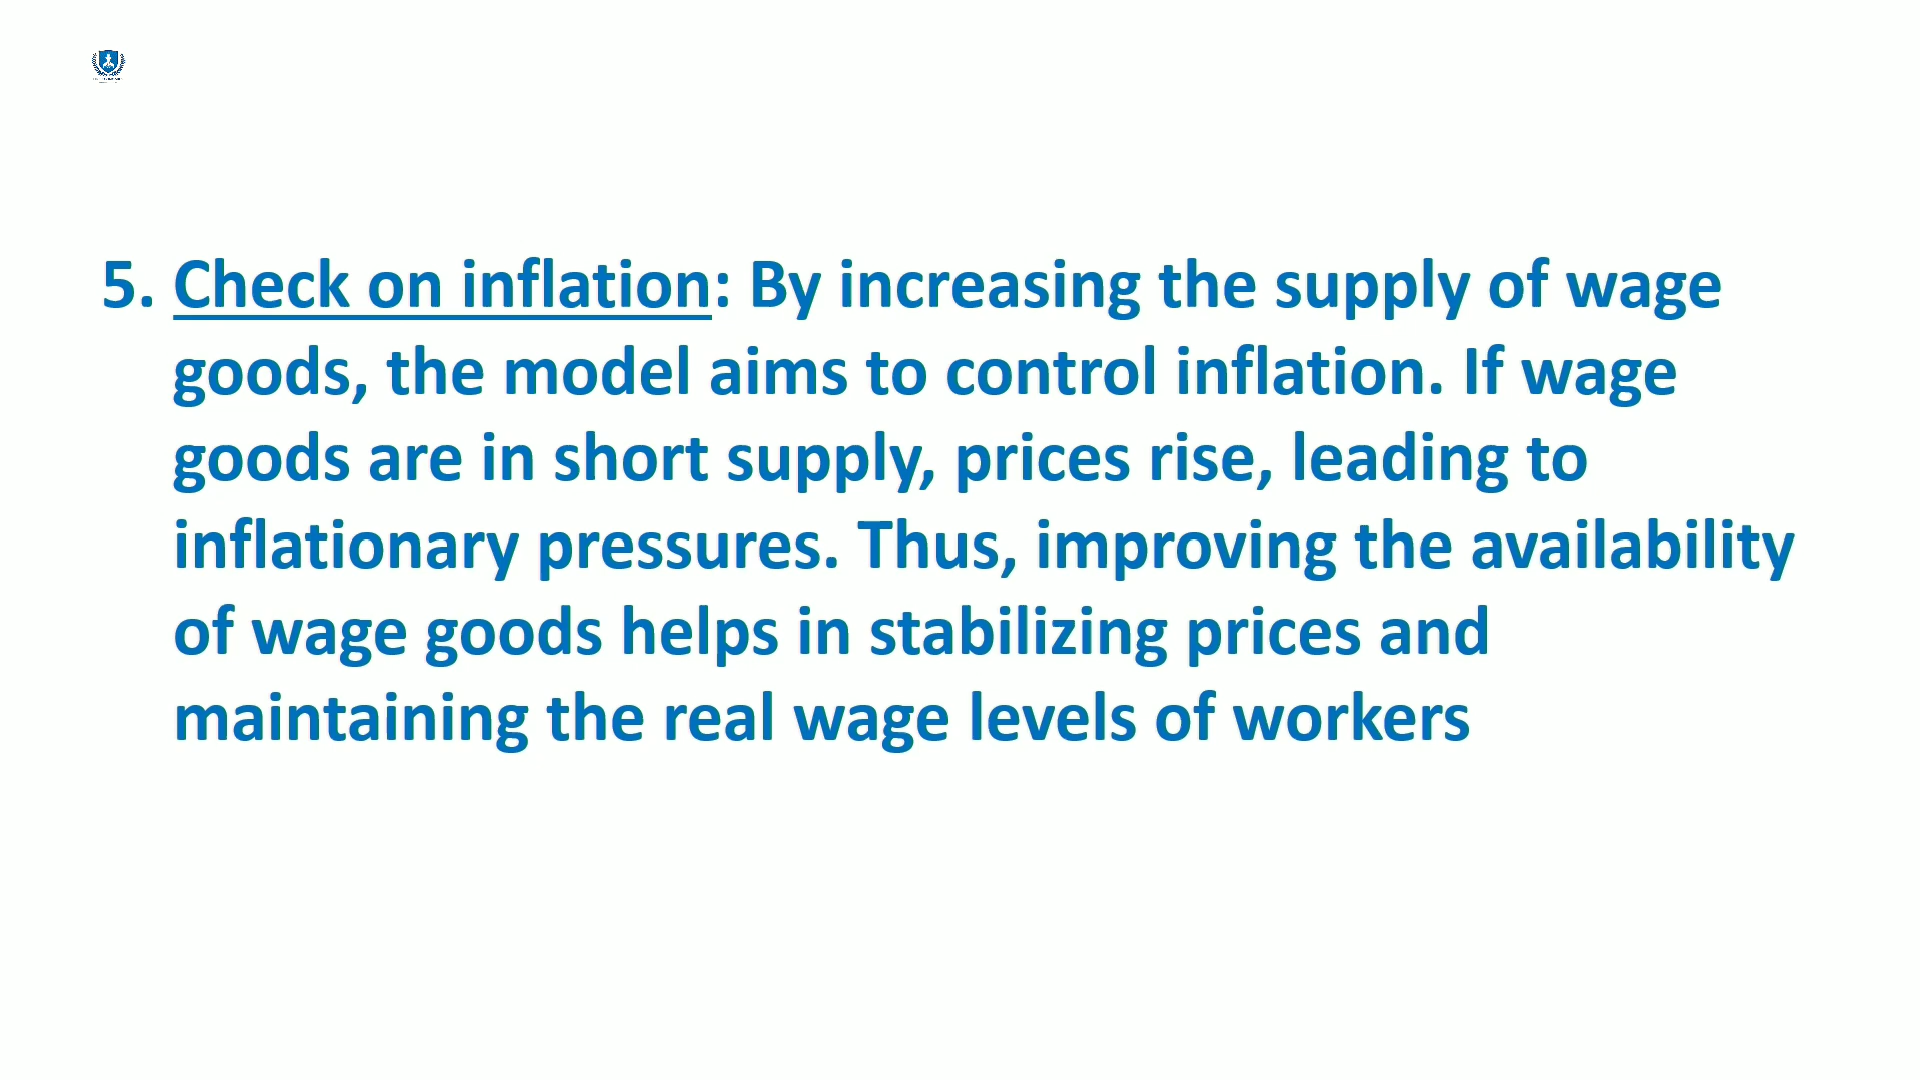 5. Check on inflation: By increasing the supply of wage
goods, the model aims to control inflation. If wage
goods are in short supply, prices rise, leading to
inflationary pressures. Thus, improving the availability
of wage goods helps in stabilizing prices and
maintaining the real wage levels of workers